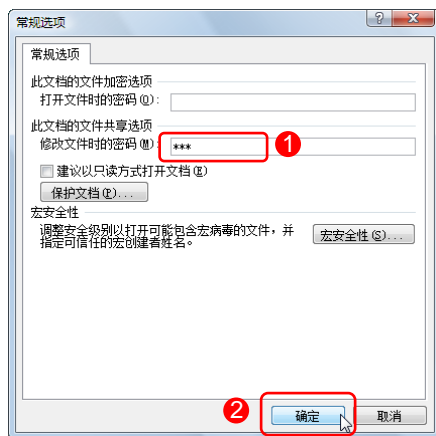 常规选项
常规选项
此文档的文件加密选项
打开文件时的密码(O):
此文档的文件共享选项
修改文件时的密码(M): *** 1
建议以只读方式打开文档(E)
保护文档(P)...
宏安全性
调整安全级别以打开可能包含宏病毒的文件，并
指定可信任的宏创建者姓名。
宏安全性(S)...
2 确定 取消